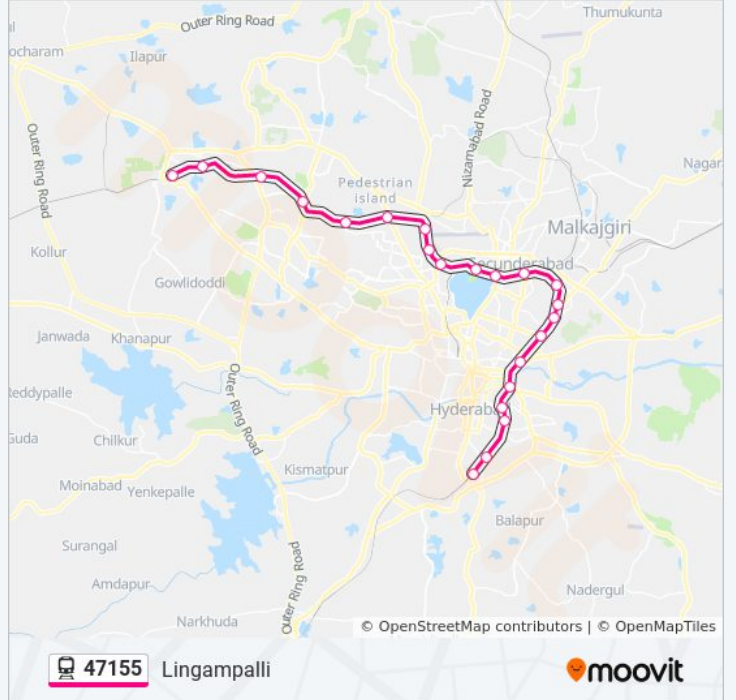 Thumukunta
Outer Ring Road
ocharam
Ilapur
Nizamabad Road
Outer Ring Road
Nagar
Pedestrian
island
Malkajgiri
Kollur
Secunderabad
Gowlidoddi
Janwada
Khanapur
Outer Ring Road
Reddypalle
Hyderabad
Guda
Chilkur
Kismatpur
Moinabad
Yenkepalle
Balapur
Surangal
Outer Ring Road
Amdapur
Nadergul
Narkhuda
© OpenStreetMap contributors | © OpenMapTiles
47155 Lingampalli
moovit